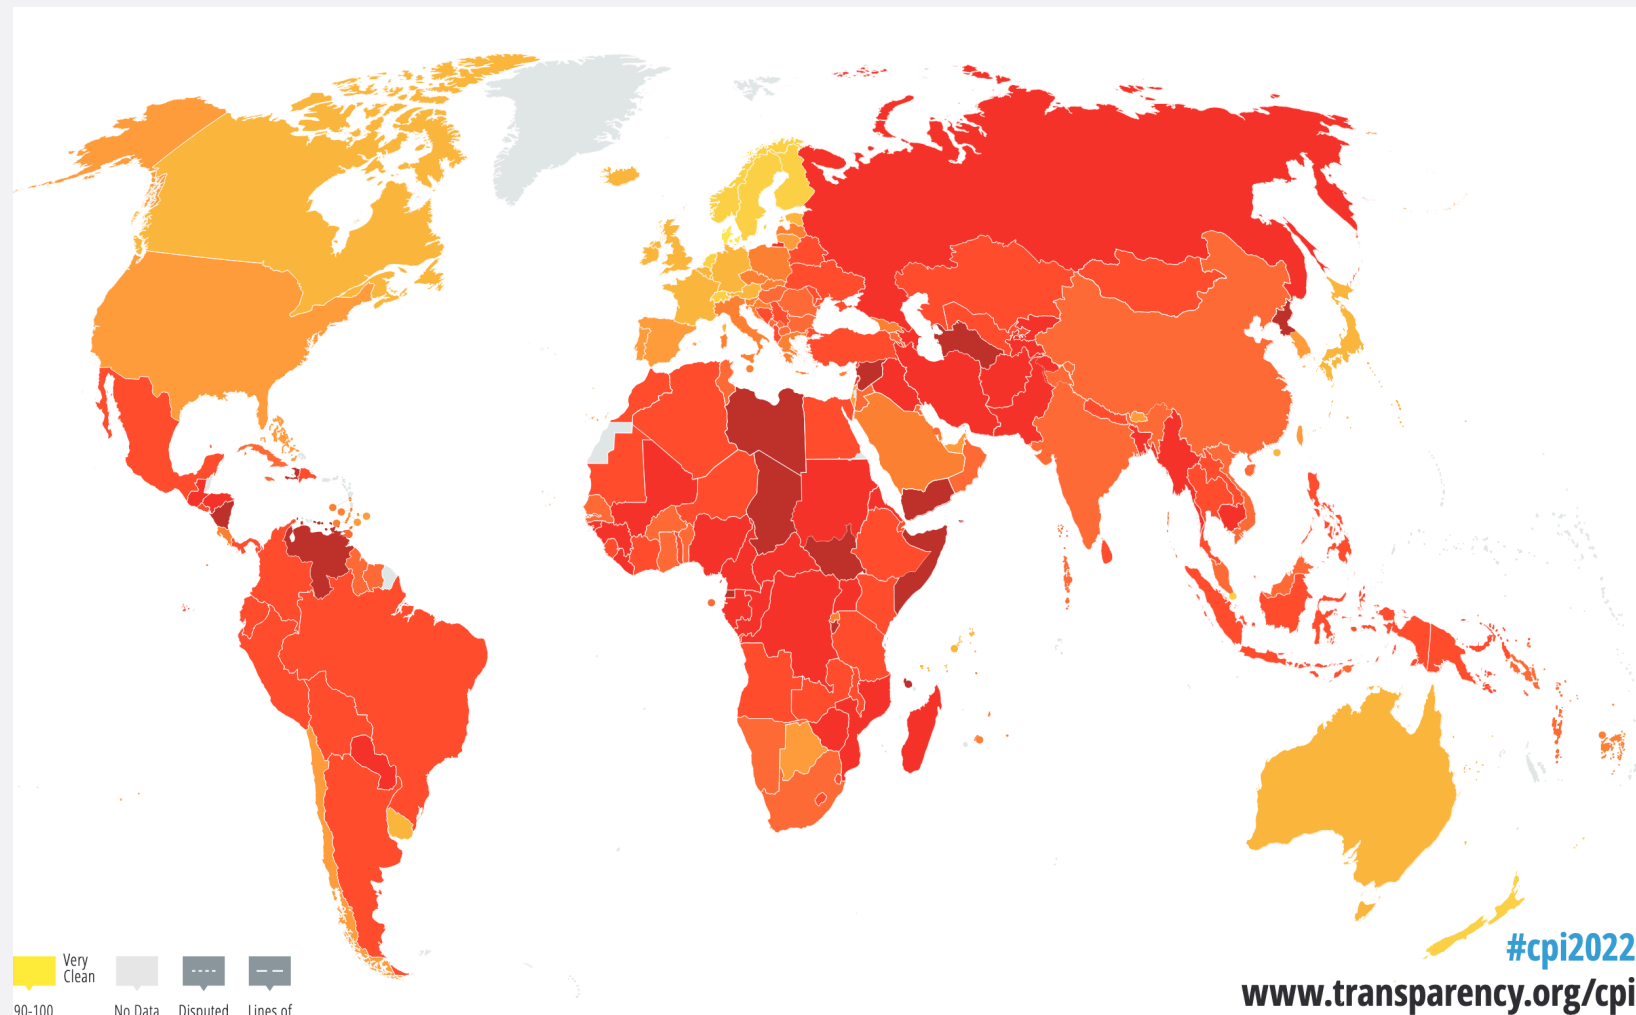 #cpi2022
www.transparency.org/cpi
Very
Clean
90-100
No Data
Disputed
Lines of